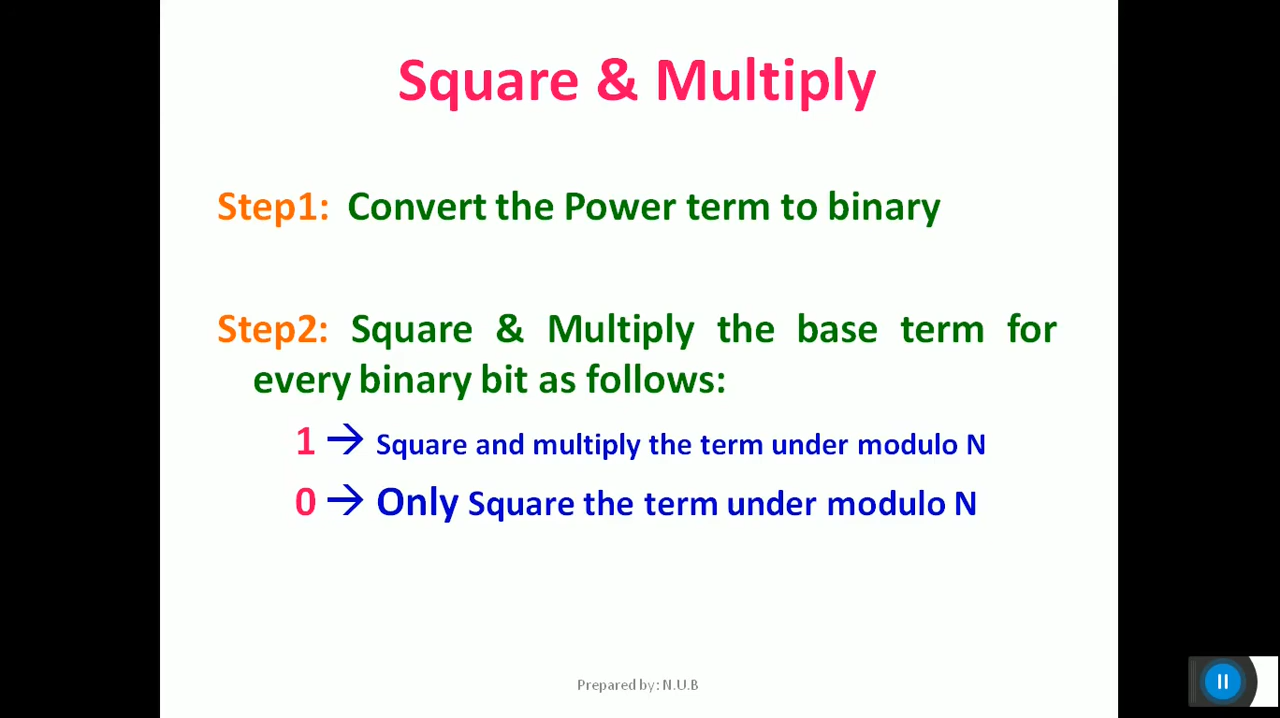 Square & Multiply
Step1: Convert the Power term to binary
Step2: Square & Multiply the base term for
every binary bit as follows:
1 → Square and multiply the term under modulo N
0 → Only Square the term under modulo N
Prepared by: N.U.B